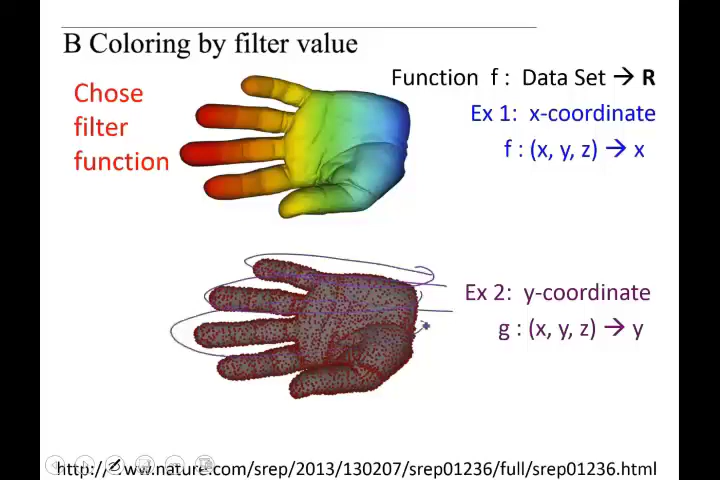 B Coloring by filter value
Function f : Data Set → R
Chose
filter
function
Ex 1: x-coordinate
f : (x, y, z) → x
Ex 2: y-coordinate
g : (x, y, z) → y
http://www.nature.com/srep/2013/130207/srep01236/full/srep01236.html